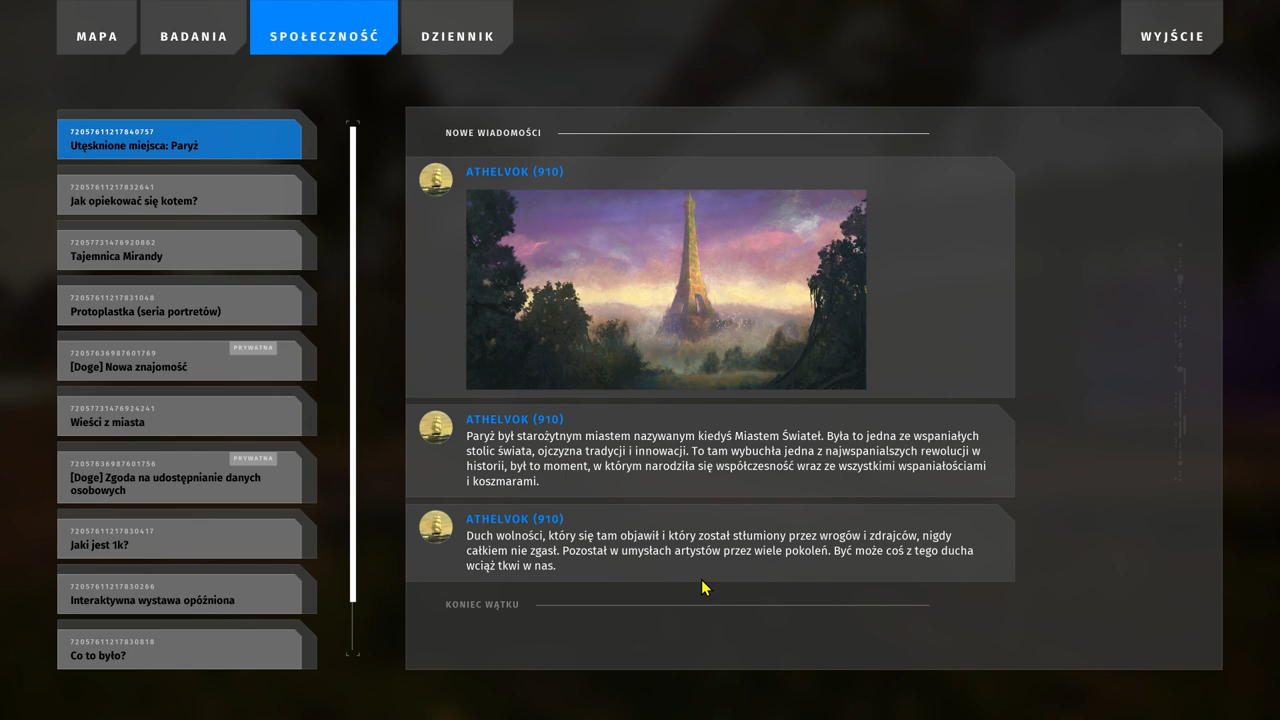 MAPA
BADANIA
SPOŁECZNOŚĆ
DZIENNIK
WYJŚCIE
72057611217840757
Utęsknione miejsca: Paryż
72057611217832641
Jak opiekować się kotem?
72057731476920862
Tajemnica Mirandy
72057611217831048
Protoplastka (seria portretów)
PRYWATNA
72057636987601769
[Doge] Nowa znajomość
72057731476924241
Wieści z miasta
PRYWATNA
72057636987601756
[Doge] Zgoda na udostępnianie danych
osobowych
72057611217830417
Jaki jest 1k?
72057611217830266
Interaktywna wystawa opóźniona
72057611217830818
Co to było?
NOWE WIADOMOŚCI
ATHELVOK (910)
ATHELVOK (910)
Paryż był starożytnym miastem nazywanym kiedyś Miastem Świateł. Była to jedna ze wspaniałych
stolic świata, ojczyzna tradycji i innowacji. To tam wybuchła jedna z najwspanialszych rewolucji w
historii, był to moment, w którym narodziła się współczesność wraz ze wszystkimi wspaniałościami
i koszmarami.
ATHELVOK (910)
Duch wolności, który się tam objawił i który został stłumiony przez wrogów i zdrajców, nigdy
całkiem nie zgasł. Pozostał w umysłach artystów przez wiele pokoleń. Być może coś z tego ducha
wciąż tkwi w nas.
KONIEC WĄTKU